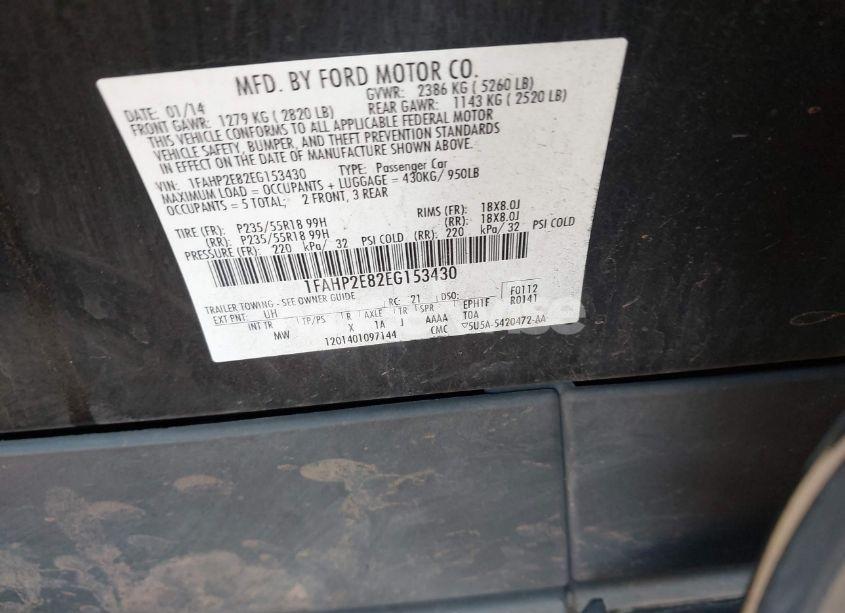 MFD. BY FORD MOTOR CO.
DATE: 01/14 GVWR: 2386 KG ( 5260 LB)
FRONT GAWR: 1279 KG ( 2820 LB) REAR GAWR: 1143 KG ( 2520 LB)
THIS VEHICLE CONFORMS TO ALL APPLICABLE FEDERAL MOTOR
VEHICLE SAFETY, BUMPER, AND THEFT PREVENTION STANDARDS
IN EFFECT ON THE DATE OF MANUFACTURE SHOWN ABOVE.
VIN: 1FAHP2E82EG153430 TYPE: Passenger Car
MAXIMUM LOAD = OCCUPANTS + LUGGAGE = 430KG/ 950LB
OCCUPANTS = 5 TOTAL; 2 FRONT, 3 REAR
TIRE (FR): P235/55R18 99H RIMS (FR): 18X8.0J
(RR): P235/55R18 99H (RR): 18X8.0J
PRESSURE (FR): 220 kPa/ 32 PSI COLD (RR): 220 kPa/ 32 PSI COLD
1FAHP2E82EG153430
TRAILER TOWING - SEE OWNER GUIDE RC: 21 DSO: F0112
R0141
EXT PNT: UH EPH1F
INT TR TP/PS R AXLE TR SPR T0A
MW X 1A J AAAA
1201401097144 CMC ▽5U5A-5420472-AA